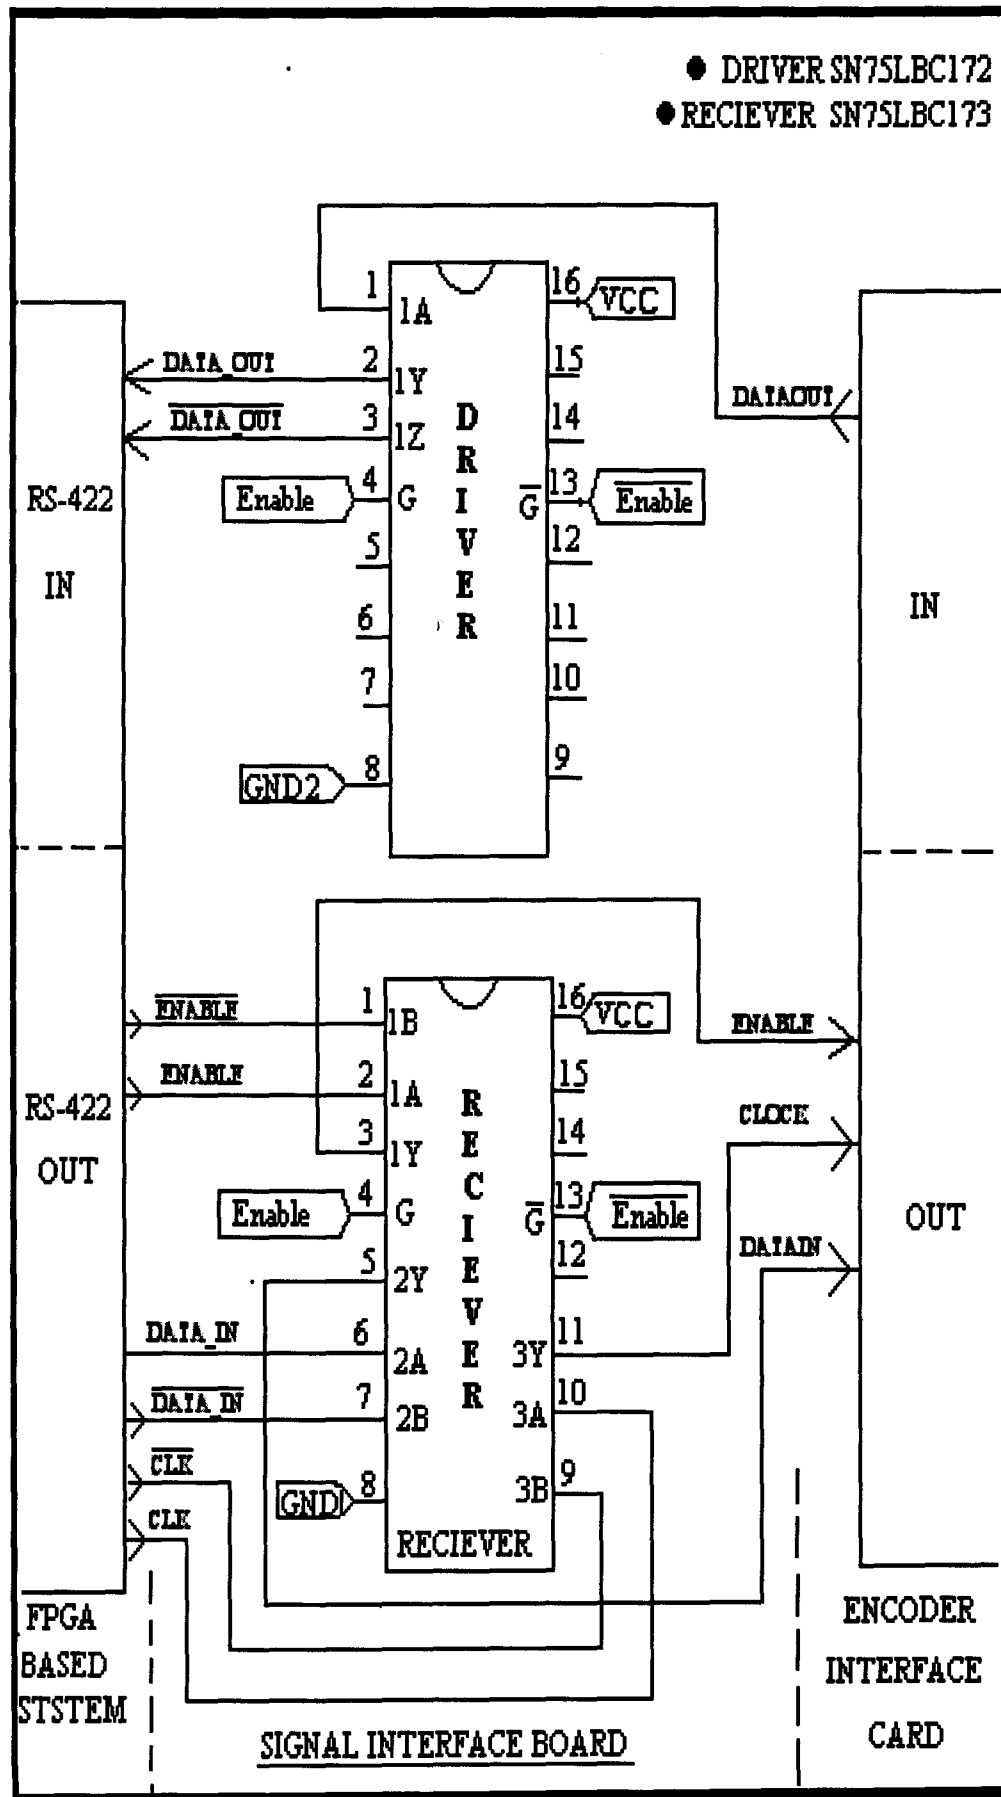 ● DRIVER SN75LBC172
● RECIEVER SN75LBC173
1
1A
16
VCC
DATA_OUT
2
1Y
15
DATAOUT
DATA_OUT
3
1Z
14
RS-422
IN
Enable
4
G
G
13
Enable
5
12
6
11
7
10
GND2
8
9
DRIVER
IN
ENABLE
1
1B
16
VCC
ENABLE
ENABLE
2
1A
15
CLOCK
RS-422
OUT
3
1Y
14
Enable
4
G
G
13
Enable
OUT
5
2Y
12
DATAIN
DATA_IN
6
2A
3Y
11
DATA_IN
7
2B
3A
10
CLK
GND
8
3B
9
CLK
RECIEVER
RECIEVER
FPGA
BASED
STSTEM
ENCODER
INTERFACE
CARD
SIGNAL INTERFACE BOARD